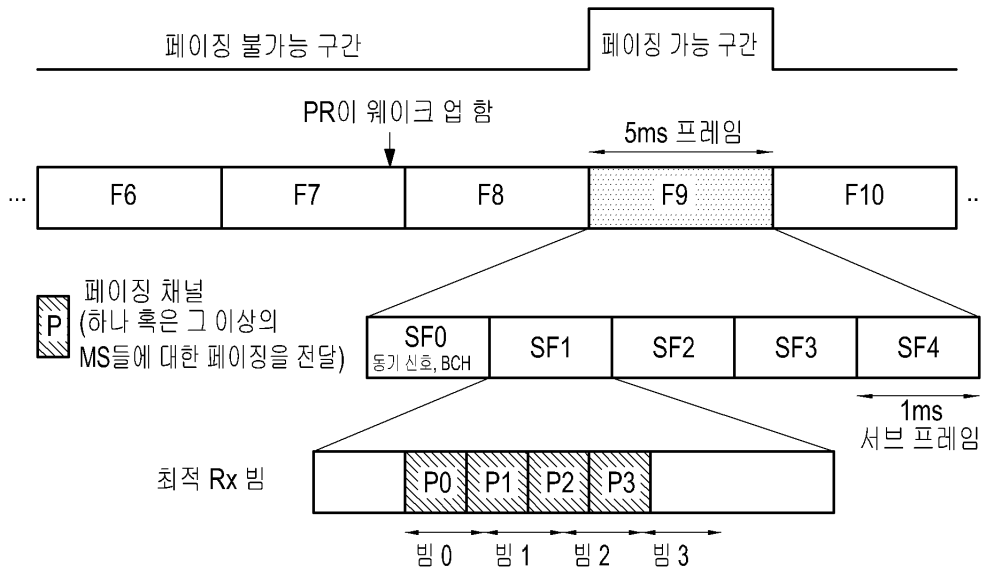 페이징 불가능 구간
페이징 가능 구간
PR이 웨이크 업 함
5ms 프레임
... F6 F7 F8 F9 F10 ..
페이징 채널
P (하나 혹은 그 이상의
MS들에 대한 페이징을 전달)
SF0 SF1 SF2 SF3 SF4
동기 신호, BCH
1ms
서브 프레임
최적 Rx 빔 P0 P1 P2 P3
빔 0 빔 1 빔 2 빔 3